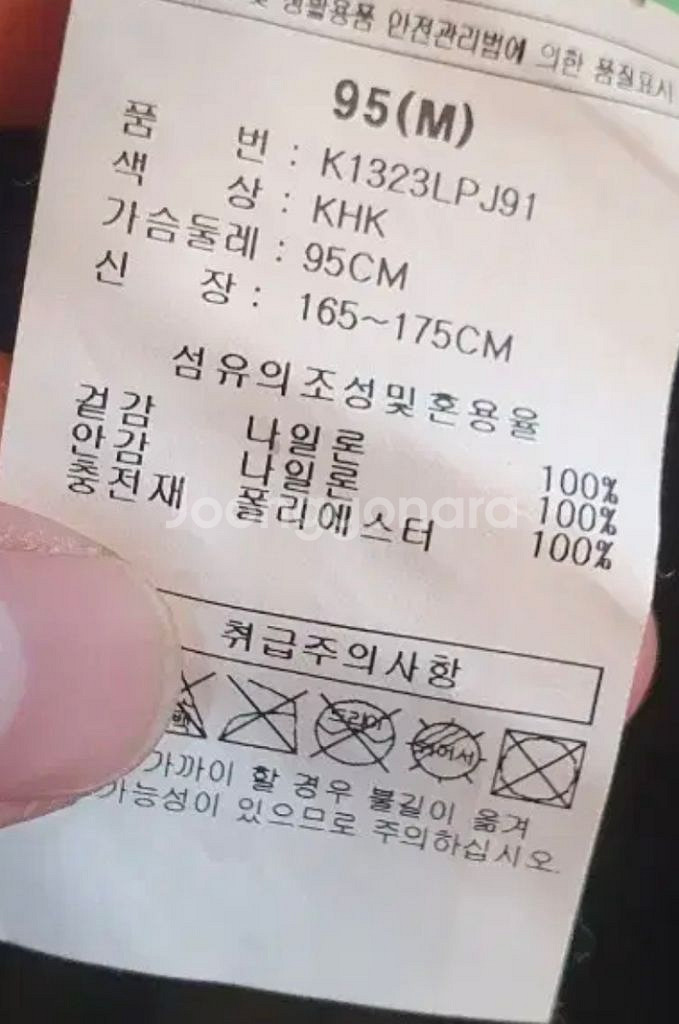 생활용품 안전관리법에 의한 품질표시
95(M)
품 번 : K1323LPJ91
색 상 : KHK
가슴둘레 : 95CM
신 장 : 165~175CM
섬유의조성및혼용율
겉감 나일론 100%
안감 나일론 100%
충전재 폴리에스터 100%
Joonggonara
취급주의사항
드라이
가까이 할 경우 불길이 옮겨
가능성이 있으므로 주의하십시오.